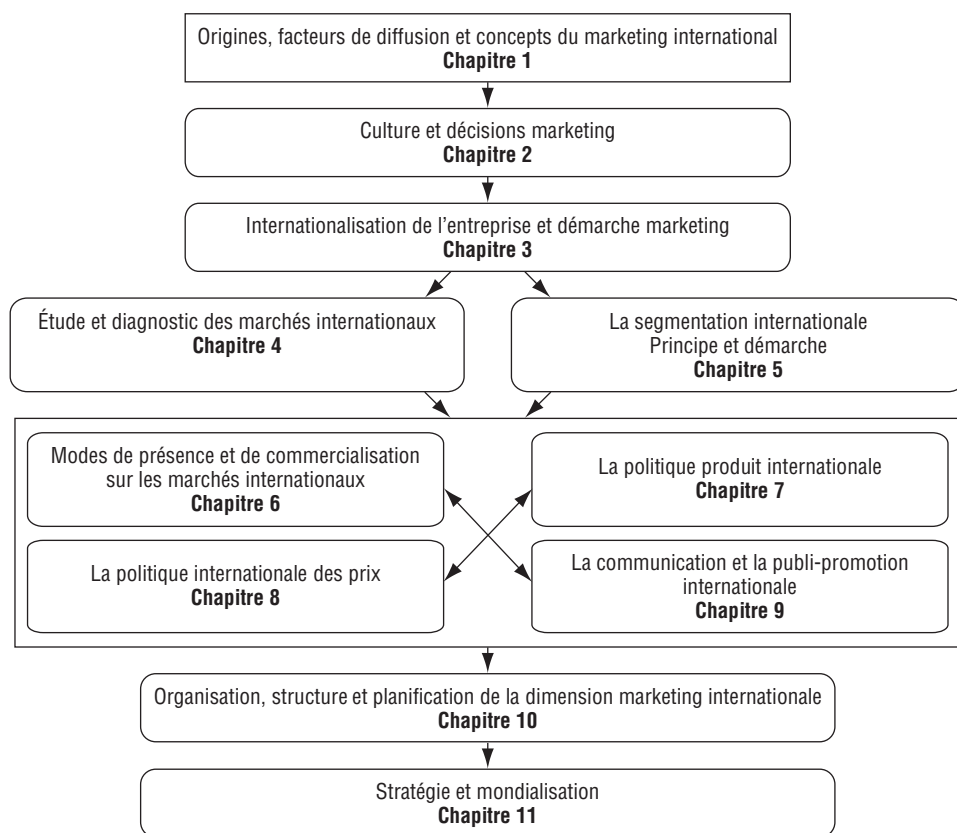 Origines, facteurs de diffusion et concepts du marketing international
Chapitre 1
Culture et décisions marketing
Chapitre 2
Internationalisation de l'entreprise et démarche marketing
Chapitre 3
Étude et diagnostic des marchés internationaux
Chapitre 4
La segmentation internationale
Principe et démarche
Chapitre 5
Modes de présence et de commercialisation
sur les marchés internationaux
Chapitre 6
La politique produit internationale
Chapitre 7
La politique internationale des prix
Chapitre 8
La communication et la publi-promotion
internationale
Chapitre 9
Organisation, structure et planification de la dimension marketing internationale
Chapitre 10
Stratégie et mondialisation
Chapitre 11